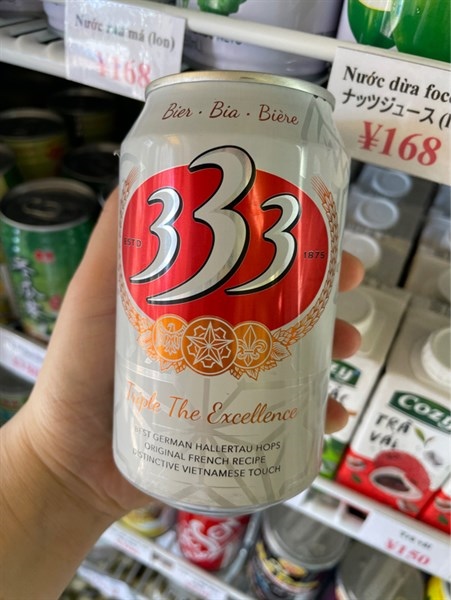 Nước rau má (lon)
¥168
Nước dừa foco
ナッツジュース
¥168
Bier · Bia · Bière
333
ESTD
1875
Triple The Excellence
BEST GERMAN HALLERTAU HOPS
ORIGINAL FRENCH RECIPE
DISTINCTIVE VIETNAMESE TOUCH
Cozy
TRÀ
VẢI
Trà vải
¥150